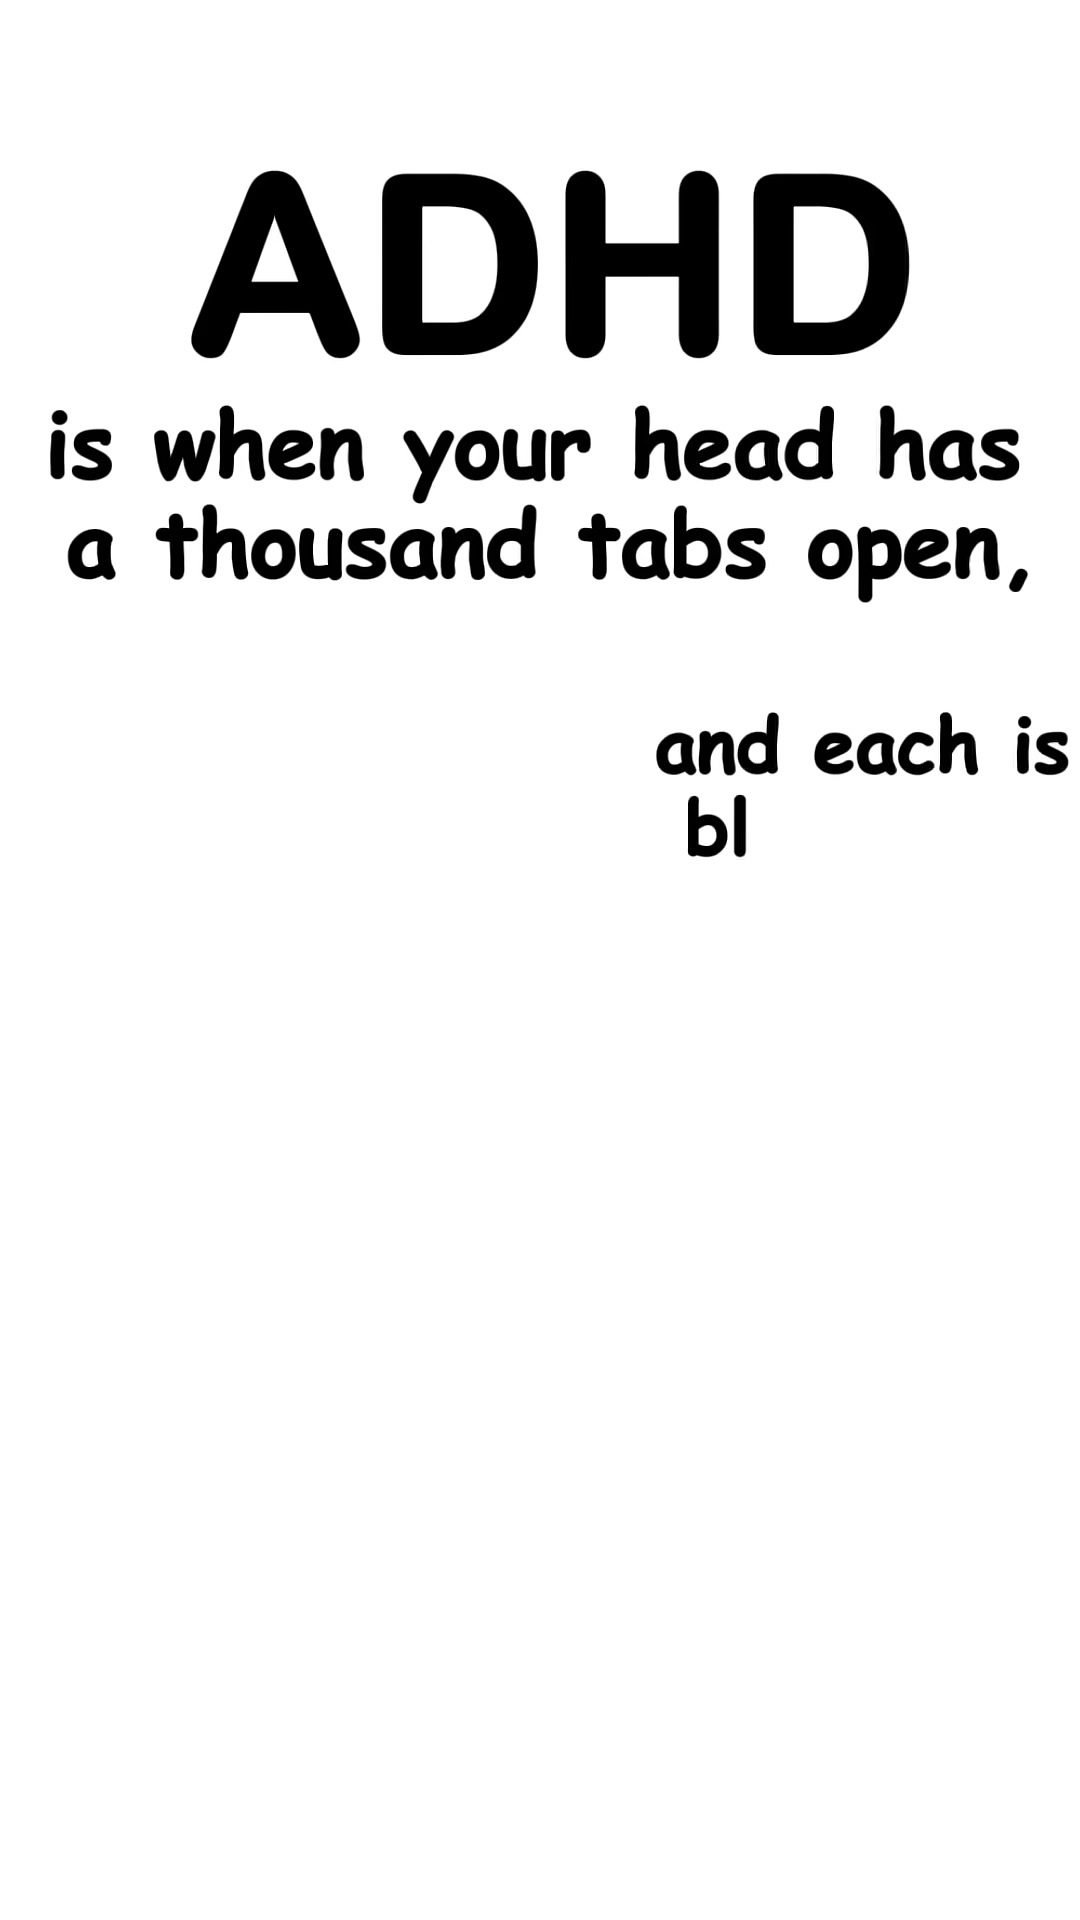 ADHD
is when your head has
a thousand tabs open,
and each is
bl